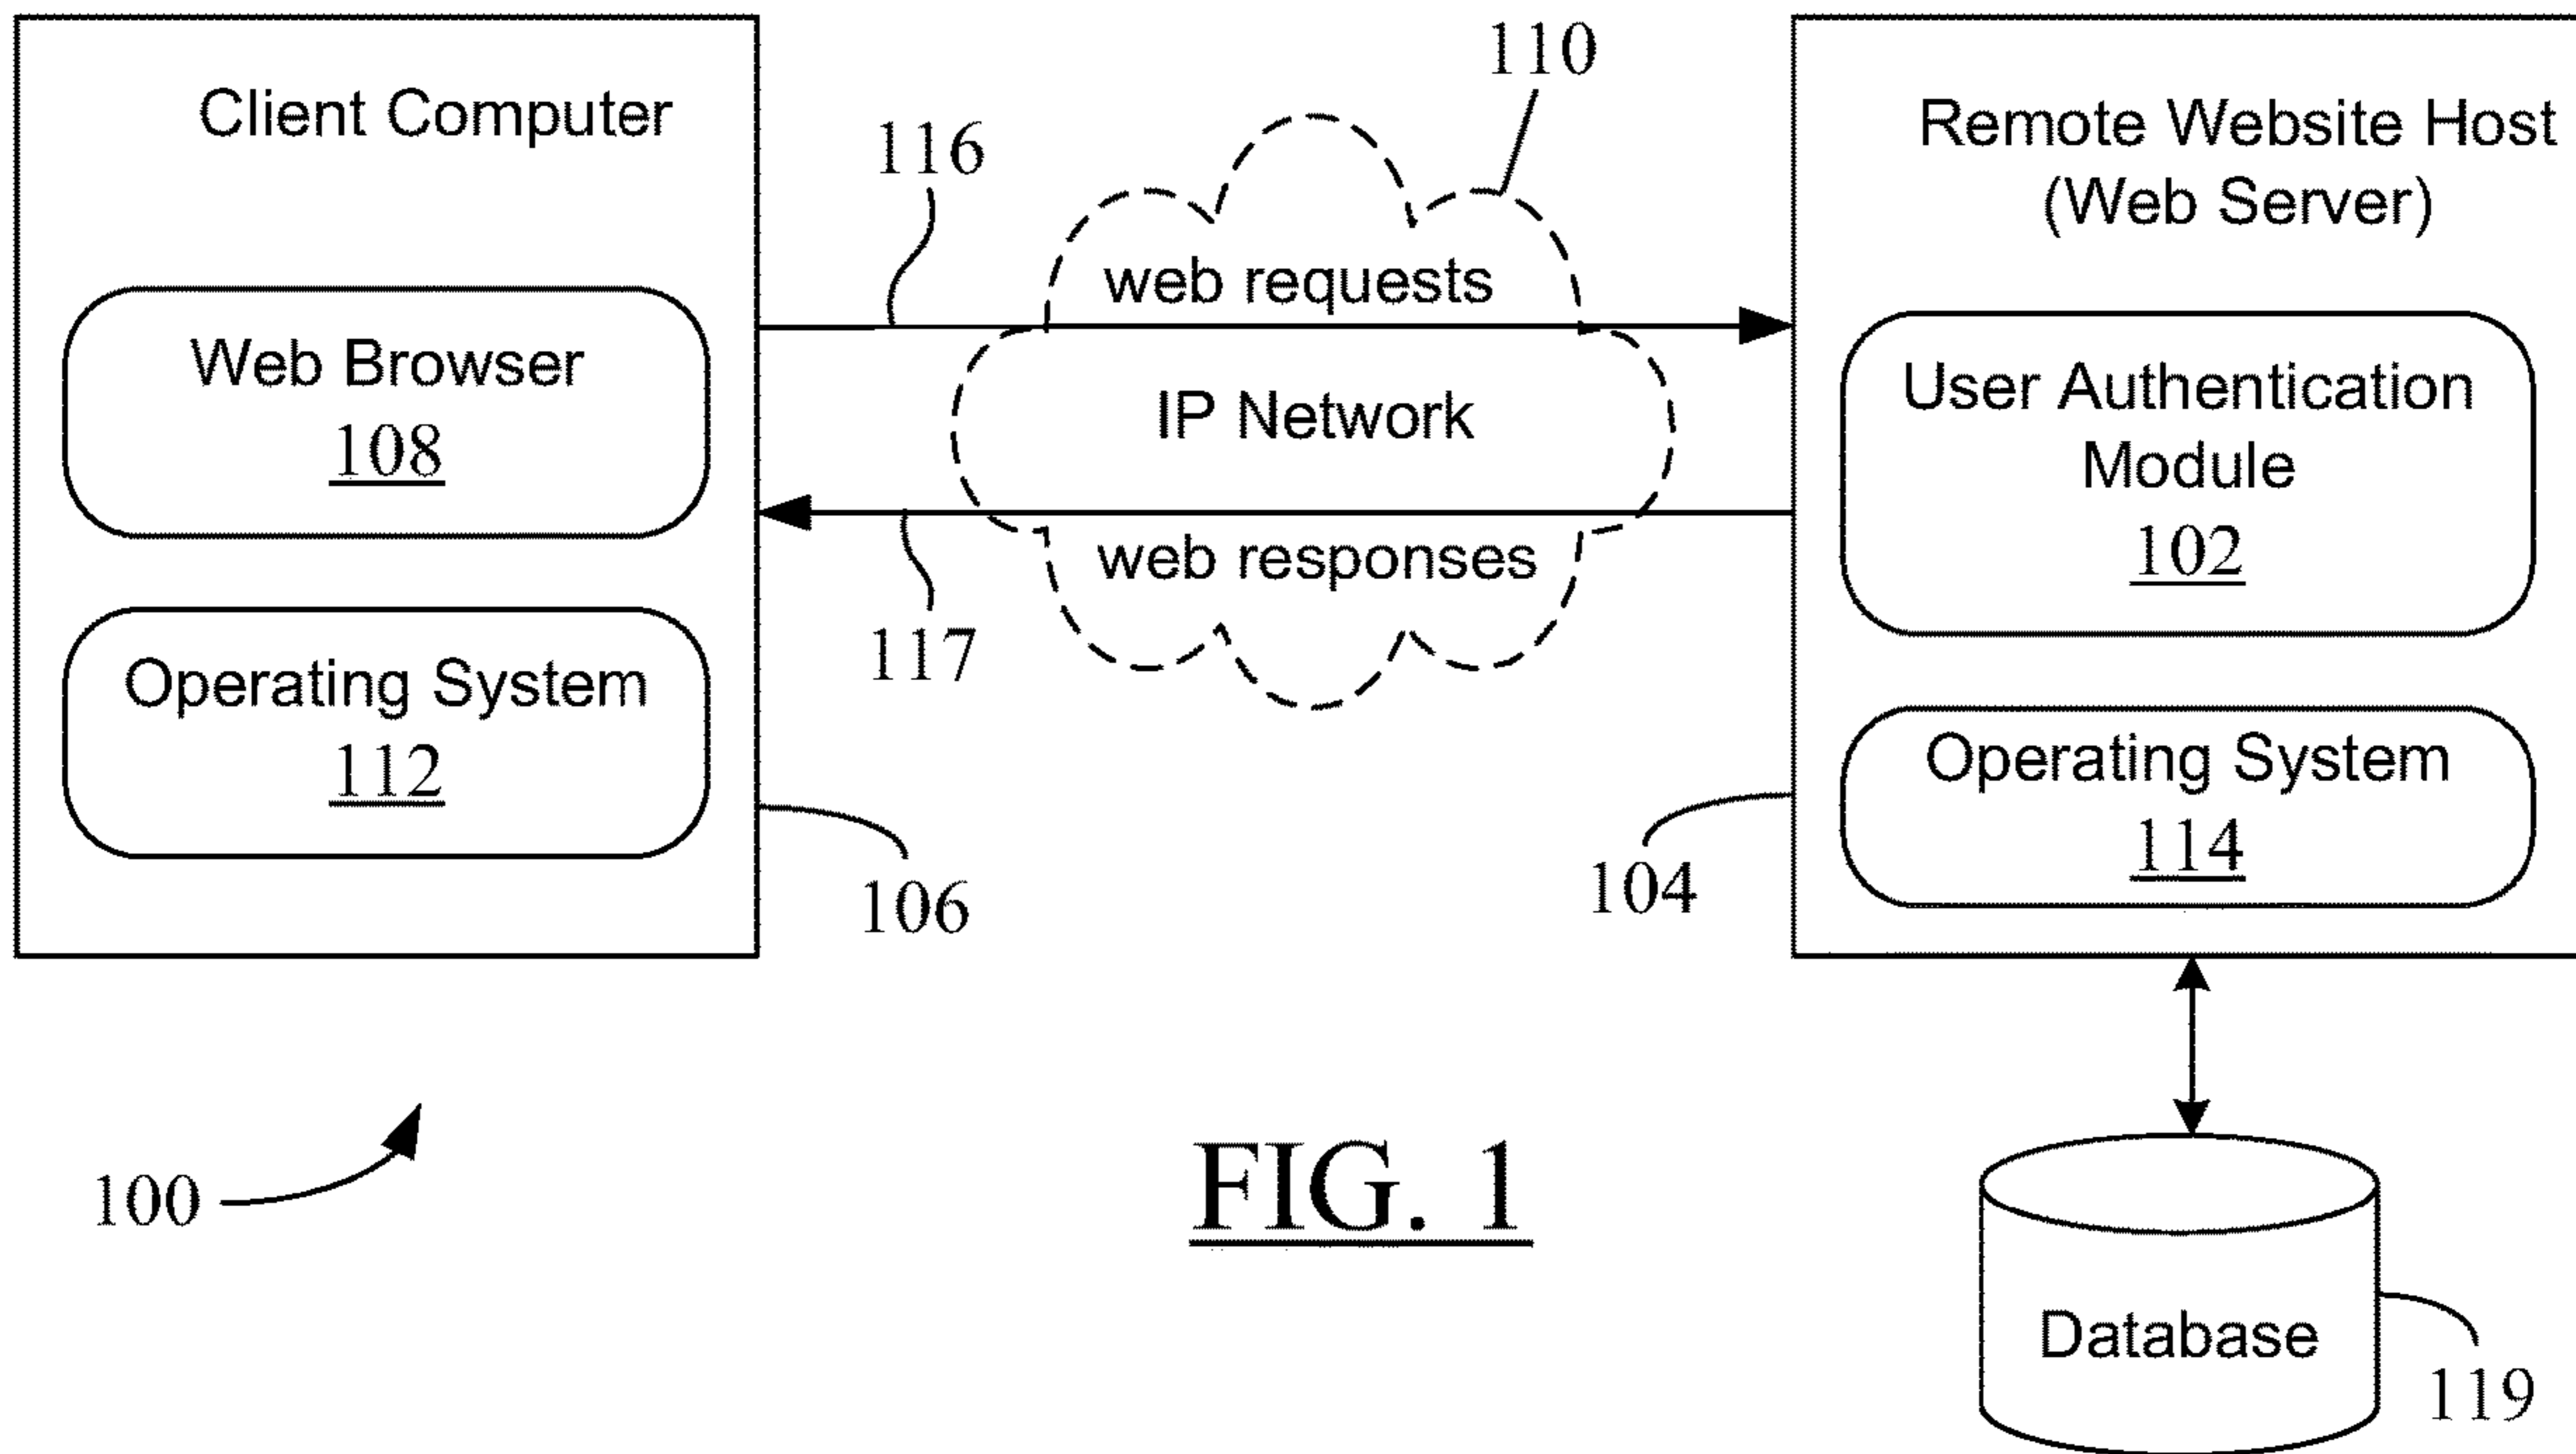 Client Computer
Web Browser
108
Operating System
112
106
116
110
web requests
IP Network
web responses
117
Remote Website Host
(Web Server)
User Authentication
Module
102
Operating System
114
104
100
FIG. 1
Database
119